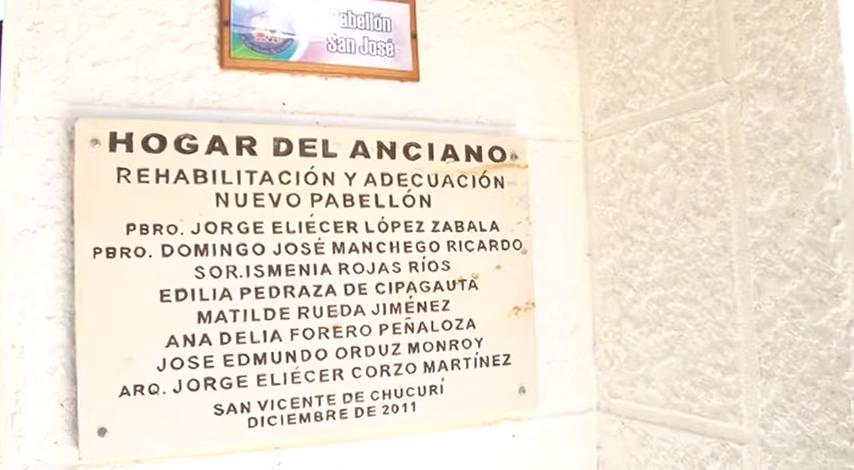 Pabellón
San José
HOGAR DEL ANCIANO
REHABILITACIÓN Y ADECUACIÓN
NUEVO PABELLÓN
PBRO. JORGE ELIÉCER LÓPEZ ZABALA
PBRO. DOMINGO JOSÉ MANCHEGO RICARDO
SOR.ISMENIA ROJAS RÍOS
EDILIA PEDRAZA DE CIPAGAUTA
MATILDE RUEDA JIMÉNEZ
ANA DELIA FORERO PEÑALOZA
JOSE EDMUNDO ORDUZ MONROY
ARQ. JORGE ELIÉCER CORZO MARTÍNEZ
SAN VICENTE DE CHUCURÍ
DICIEMBRE DE 2011